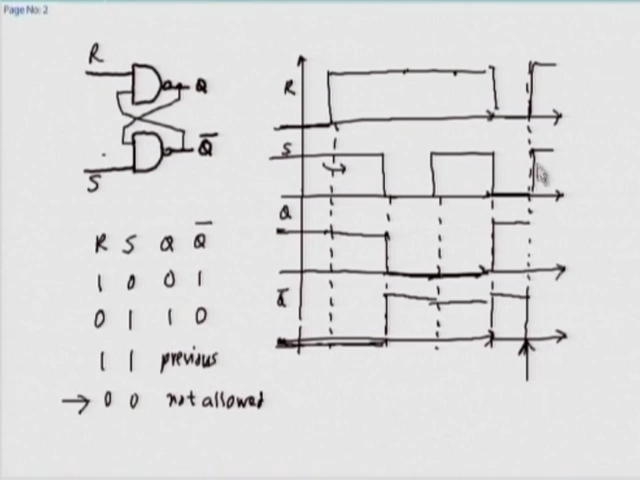 Page No: 2
R
Q
Q̅
S
R S Q Q̅
1 0 0 1
0 1 1 0
1 1 previous
→ 0 0 not allowed
R
S
Q
Q̅